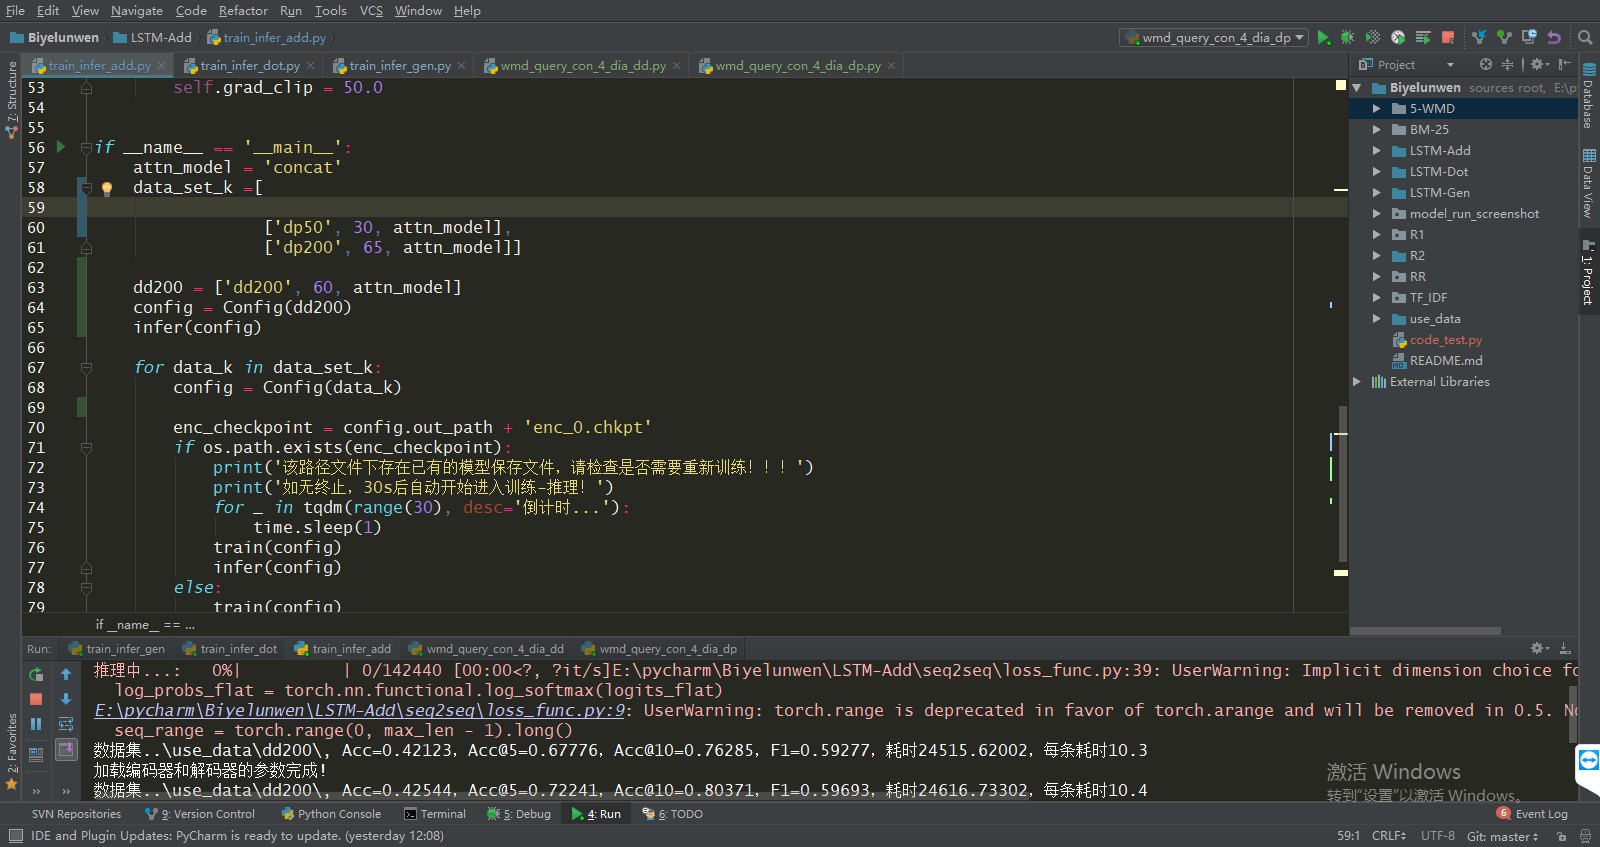 File Edit View Navigate Code Refactor Run Tools VCS Window Help
Biyelunwen LSTM-Add train_infer_add.py wmd_query_con_4_dia_dp
train_infer_add.py train_infer_dot.py train_infer_gen.py wmd_query_con_4_dia_dd.py wmd_query_con_4_dia_dp.py
7: Structure
53 self.grad_clip = 50.0
54
55
56 if __name__ == '__main__':
57 attn_model = 'concat'
58 data_set_k =[
59
60 ['dp50', 30, attn_model],
61 ['dp200', 65, attn_model]]
62
63 dd200 = ['dd200', 60, attn_model]
64 config = Config(dd200)
65 infer(config)
66
67 for data_k in data_set_k:
68 config = Config(data_k)
69
70 enc_checkpoint = config.out_path + 'enc_0.chkpt'
71 if os.path.exists(enc_checkpoint):
72 print('该路径文件下存在已有的模型保存文件，请检查是否需要重新训练！！！')
73 print('如无终止，30s后自动开始进入训练-推理！')
74 for _ in tqdm(range(30), desc='倒计时...'):
75 time.sleep(1)
76 train(config)
77 infer(config)
78 else:
79 train(config)
if __name__ == ...
Project
Biyelunwen sources root, E:\p
5-WMD
BM-25
LSTM-Add
LSTM-Dot
LSTM-Gen
model_run_screenshot
R1
R2
RR
TF_IDF
use_data
code_test.py
README.md
External Libraries
Database
Data View
1: Project
Run: train_infer_gen train_infer_dot train_infer_add wmd_query_con_4_dia_dd wmd_query_con_4_dia_dp
推理中...: 0%| | 0/142440 [00:00<?, ?it/s]E:\pycharm\Biyelunwen\LSTM-Add\seq2seq\loss_func.py:39: UserWarning: Implicit dimension choice fo
log_probs_flat = torch.nn.functional.log_softmax(logits_flat)
E:\pycharm\Biyelunwen\LSTM-Add\seq2seq\loss_func.py:9: UserWarning: torch.range is deprecated in favor of torch.arange and will be removed in 0.5. No
seq_range = torch.range(0, max_len - 1).long()
数据集..\use_data\dd200\, Acc=0.42123, Acc@5=0.67776, Acc@10=0.76285, F1=0.59277, 耗时24515.62002, 每条耗时10.3
加载编码器和解码器的参数完成！
数据集..\use_data\dd200\, Acc=0.42544, Acc@5=0.72241, Acc@10=0.80371, F1=0.59693, 耗时24616.73302, 每条耗时10.4
2: Favorites
激活 Windows
转到"设置"以激活 Windows。
SVN Repositories 9: Version Control Python Console Terminal 5: Debug 4: Run 6: TODO 6 Event Log
IDE and Plugin Updates: PyCharm is ready to update. (yesterday 12:08) 59:1 CRLF UTF-8 Git: master